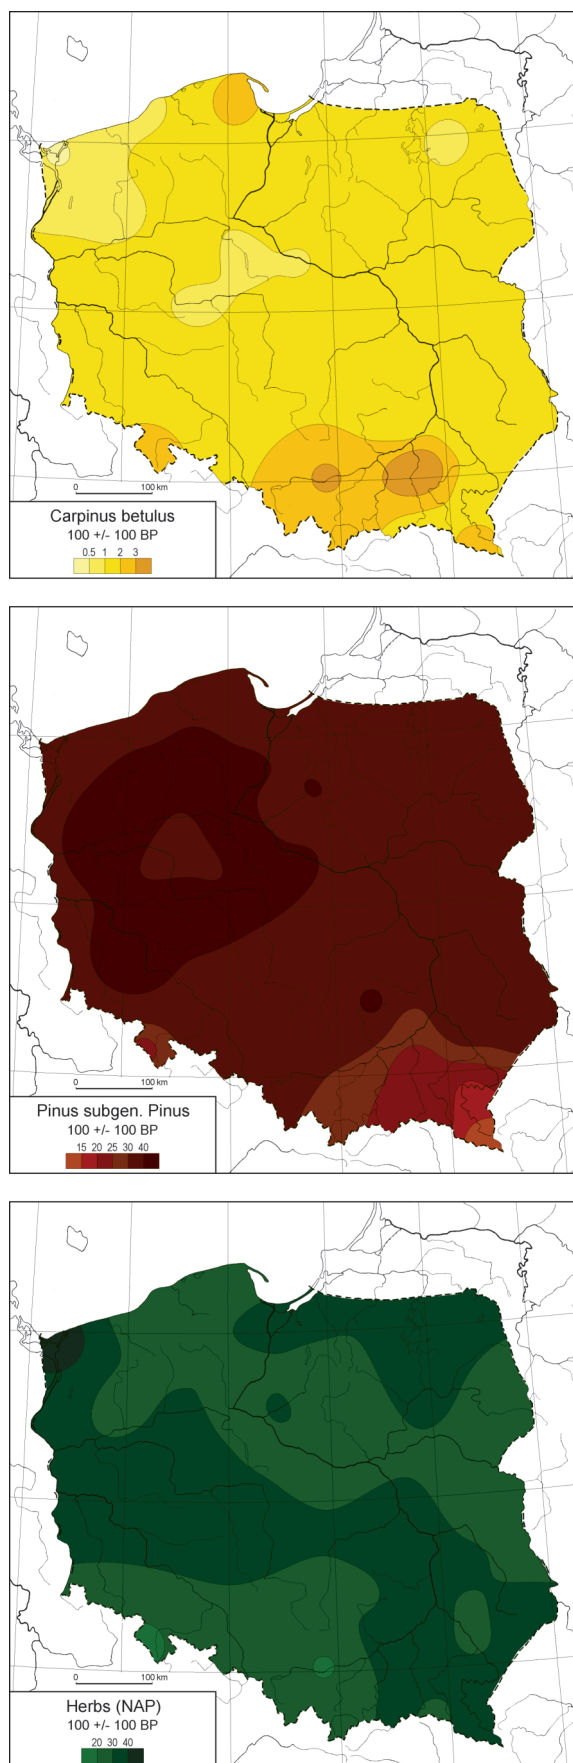 0 100 km
Carpinus betulus
100 +/- 100 BP
0.5 1 2 3
0 100 km
Pinus subgen. Pinus
100 +/- 100 BP
15 20 25 30 40
0 100 km
Herbs (NAP)
100 +/- 100 BP
20 30 40